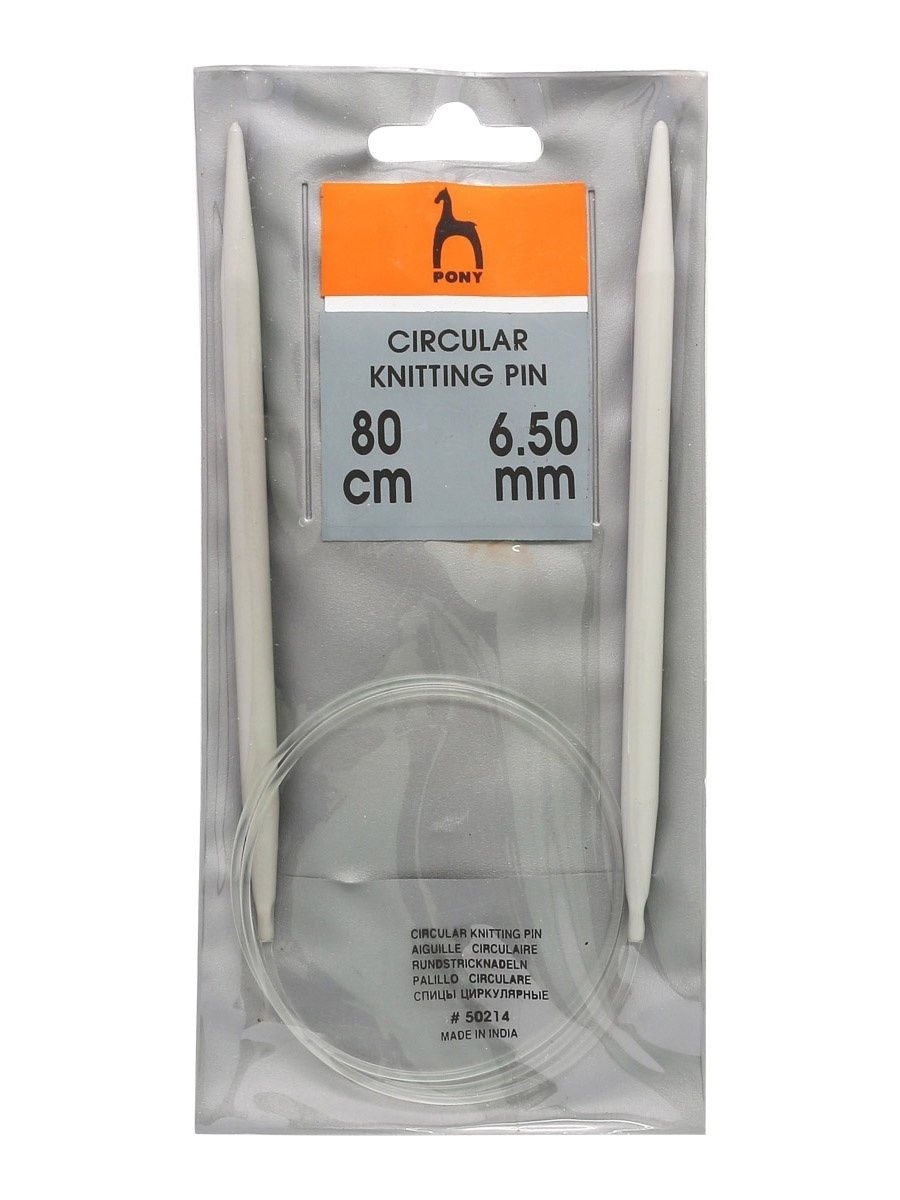 PONY
CIRCULAR
KNITTING PIN
80 6.50
cm mm
CIRCULAR KNITTING PIN
AIGUILLE CIRCULAIRE
RUNDSTRICKNADELN
PALILLO CIRCULARE
СПИЦЫ ЦИРКУЛЯРНЫЕ
# 50214
MADE IN INDIA